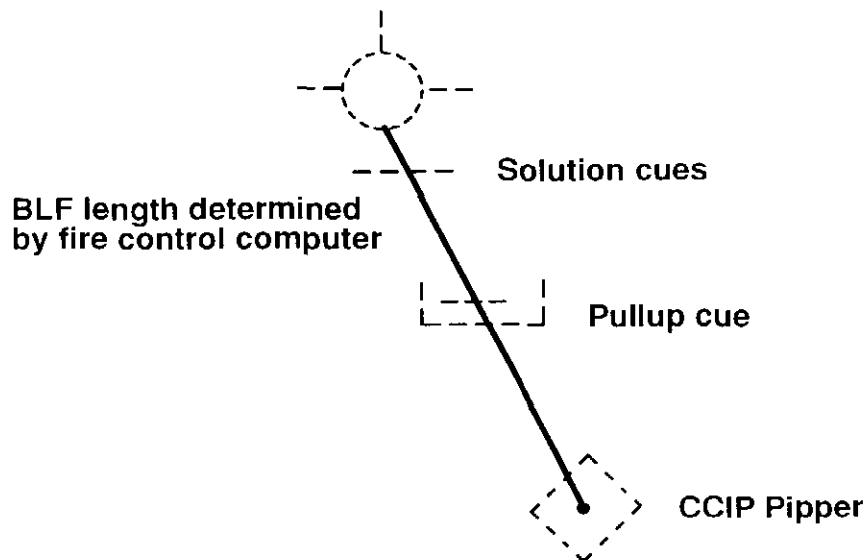 Solution cues
BLF length determined
by fire control computer
Pullup cue
CCIP Pipper